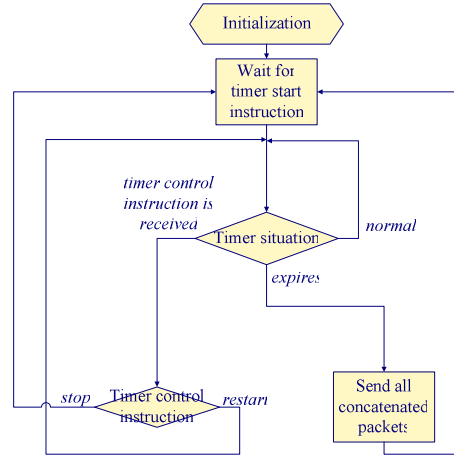 Initialization
Wait for
timer start
instruction
timer control
instruction is
received
Timer situation
normal
expires
stop
Timer control
instruction
restart
Send all
concatenated
packets